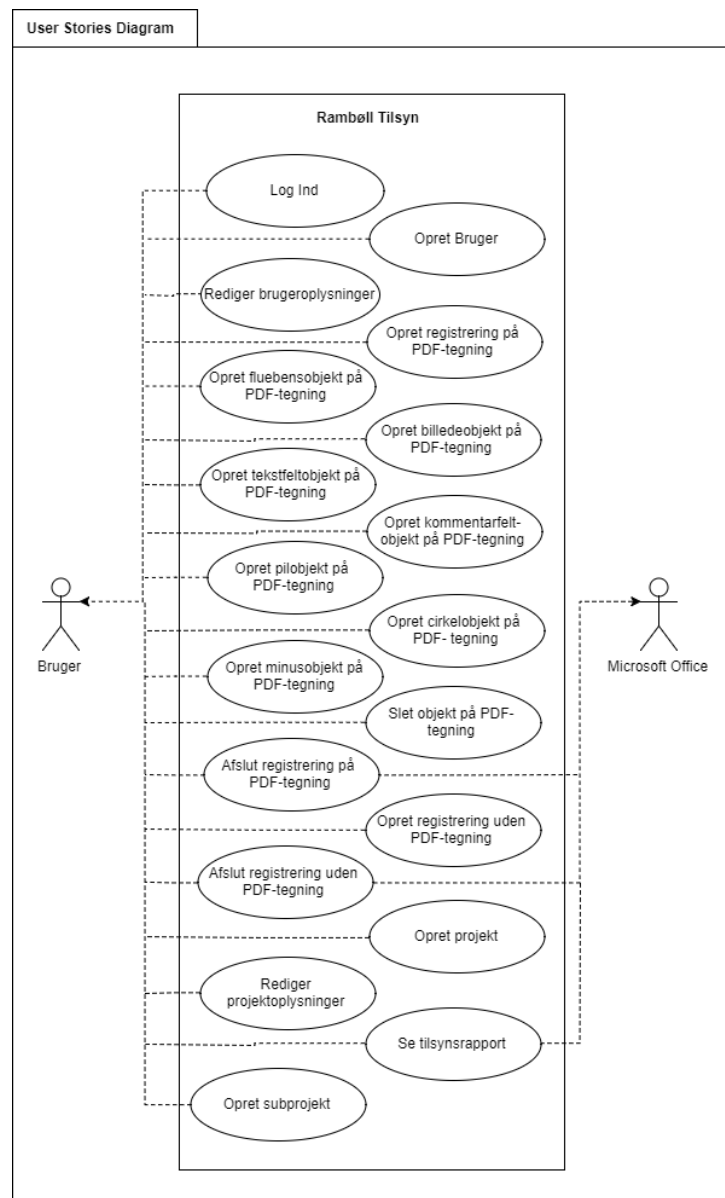 User Stories Diagram
Rambøll Tilsyn
Log Ind
Opret Bruger
Rediger brugeroplysninger
Opret registrering på
PDF-tegning
Opret fluebensobjekt på
PDF-tegning
Opret billedeobjekt på
PDF-tegning
Opret tekstfeltobjekt på
PDF-tegning
Opret kommentarfelt-
objekt på PDF-tegning
Opret pilobjekt på
PDF-tegning
Opret cirkelobjekt på
PDF- tegning
Bruger
Microsoft Office
Opret minusobjekt på
PDF-tegning
Slet objekt på PDF-
tegning
Afslut registrering på
PDF-tegning
Opret registrering uden
PDF-tegning
Afslut registrering uden
PDF-tegning
Opret projekt
Rediger
projektoplysninger
Se tilsynsrapport
Opret subprojekt